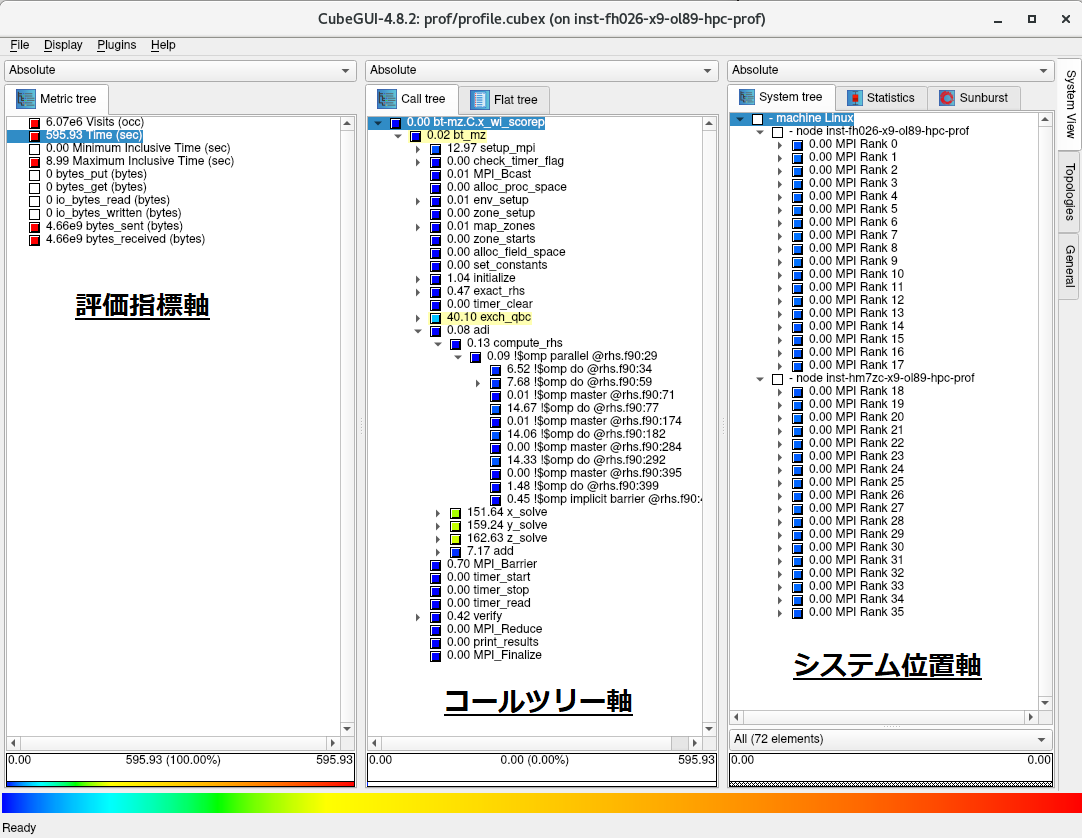 CubeGUI-4.8.2: prof/profile.cubex (on inst-fh026-x9-ol89-hpc-prof)
File Display Plugins Help
Absolute
Metric tree
6.07e6 Visits (occ)
595.93 Time (sec)
0.00 Minimum Inclusive Time (sec)
8.99 Maximum Inclusive Time (sec)
0 bytes_put (bytes)
0 bytes_get (bytes)
0 io_bytes_read (bytes)
0 io_bytes_written (bytes)
4.66e9 bytes_sent (bytes)
4.66e9 bytes_received (bytes)
評価指標軸
0.00 595.93 (100.00%) 595.93
Absolute
Call tree Flat tree
0.00 bt-mz.C.x_wl_scorep
0.02 bt_mz
12.97 setup_mpi
0.00 check_timer_flag
0.01 MPI_Bcast
0.00 alloc_proc_space
0.01 env_setup
0.00 zone_setup
0.01 map_zones
0.00 zone_starts
0.00 alloc_field_space
0.00 set_constants
1.04 initialize
0.47 exact_rhs
0.00 timer_clear
40.10 exch_qbc
0.08 adi
0.13 compute_rhs
0.09 !$omp parallel @rhs.f90:29
6.52 !$omp do @rhs.f90:34
7.68 !$omp do @rhs.f90:59
0.01 !$omp master @rhs.f90:71
14.67 !$omp do @rhs.f90:77
0.01 !$omp master @rhs.f90:174
14.06 !$omp do @rhs.f90:182
0.00 !$omp master @rhs.f90:284
14.33 !$omp do @rhs.f90:292
0.00 !$omp master @rhs.f90:395
1.48 !$omp do @rhs.f90:399
0.45 !$omp implicit barrier @rhs.f90:4
151.64 x_solve
159.24 y_solve
162.63 z_solve
7.17 add
0.70 MPI_Barrier
0.00 timer_start
0.00 timer_stop
0.00 timer_read
0.42 verify
0.00 MPI_Reduce
0.00 print_results
0.00 MPI_Finalize
コールツリー軸
0.00 0.00 (0.00%) 595.93
Absolute
System tree Statistics Sunburst
- machine Linux
- node inst-fh026-x9-ol89-hpc-prof
0.00 MPI Rank 0
0.00 MPI Rank 1
0.00 MPI Rank 2
0.00 MPI Rank 3
0.00 MPI Rank 4
0.00 MPI Rank 5
0.00 MPI Rank 6
0.00 MPI Rank 7
0.00 MPI Rank 8
0.00 MPI Rank 9
0.00 MPI Rank 10
0.00 MPI Rank 11
0.00 MPI Rank 12
0.00 MPI Rank 13
0.00 MPI Rank 14
0.00 MPI Rank 15
0.00 MPI Rank 16
0.00 MPI Rank 17
- node inst-hm7zc-x9-ol89-hpc-prof
0.00 MPI Rank 18
0.00 MPI Rank 19
0.00 MPI Rank 20
0.00 MPI Rank 21
0.00 MPI Rank 22
0.00 MPI Rank 23
0.00 MPI Rank 24
0.00 MPI Rank 25
0.00 MPI Rank 26
0.00 MPI Rank 27
0.00 MPI Rank 28
0.00 MPI Rank 29
0.00 MPI Rank 30
0.00 MPI Rank 31
0.00 MPI Rank 32
0.00 MPI Rank 33
0.00 MPI Rank 34
0.00 MPI Rank 35
システム位置軸
All (72 elements)
0.00 0.00
System View
Topologies
General
Ready